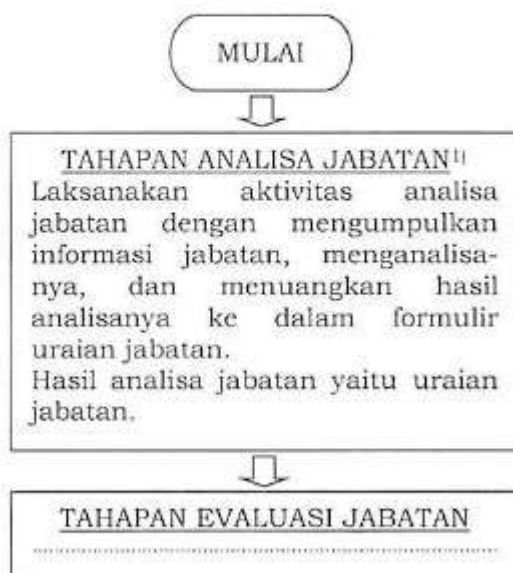 MULAI
TAHAPAN ANALISA JABATAN¹⁾
Laksanakan aktivitas analisa
jabatan dengan mengumpulkan
informasi jabatan, menganalisa-
nya, dan menuangkan hasil
analisanya ke dalam formulir
uraian jabatan.
Hasil analisa jabatan yaitu uraian
jabatan.
TAHAPAN EVALUASI JABATAN